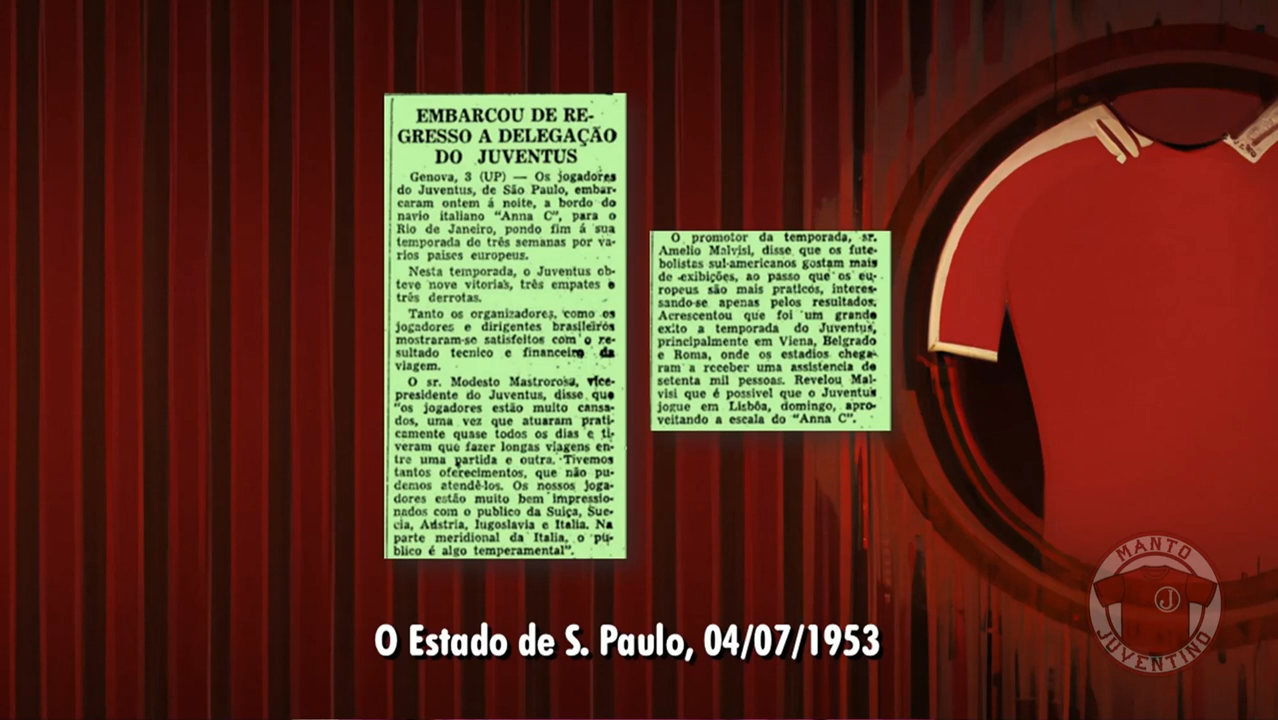 EMBARCOU DE RE-
GRESSO A DELEGAÇÃO
DO JUVENTUS
Genova, 3 (UP) — Os jogadores
do Juventus, de São Paulo, embar-
caram ontem á noite, a bordo do
navio italiano "Anna C", para o
Rio de Janeiro, pondo fim á sua
temporada de três semanas por va-
rios paises europeus.
Nesta temporada, o Juventus ob-
teve nove vitorias, três empates e
três derrotas.
Tanto os organizadores, como os
jogadores e dirigentes brasileiros
mostraram-se satisfeitos com o re-
sultado tecnico e financeiro da
viagem.
O sr. Modesto Mastrorosa, vice-
presidente do Juventus, disse que
"os jogadores estão muito cansa-
dos, uma vez que atuaram prati-
camente quase todos os dias e ti-
veram que fazer longas viagens en-
tre uma partida e outra. Tivemos
tantos oferecimentos, que não pu-
demos atendê-los. Os nossos joga-
dores estão muito bem impressio-
nados com o publico da Suiça, Sue-
cia, Austria, Iugoslavia e Italia. Na
parte meridional da Italia, o pú-
blico é algo temperamental".
O promotor da temporada, sr.
Amelio Malvisi, disse que os fute-
bolistas sul-americanos gostam mais
de exibições, ao passo que os eu-
ropeus são mais praticos, interes-
sando-se apenas pelos resultados.
Acrescentou que foi um grande
exito a temporada do Juventus,
principalmente em Viena, Belgrado
e Roma, onde os estadios chega-
ram a receber uma assistencia de
setenta mil pessoas. Revelou Mal-
visi que é possivel que o Juventus
jogue em Lisbôa, domingo, apro-
veitando a escala do "Anna C".
O Estado de S. Paulo, 04/07/1953
MANTO
J
JUVENTINO